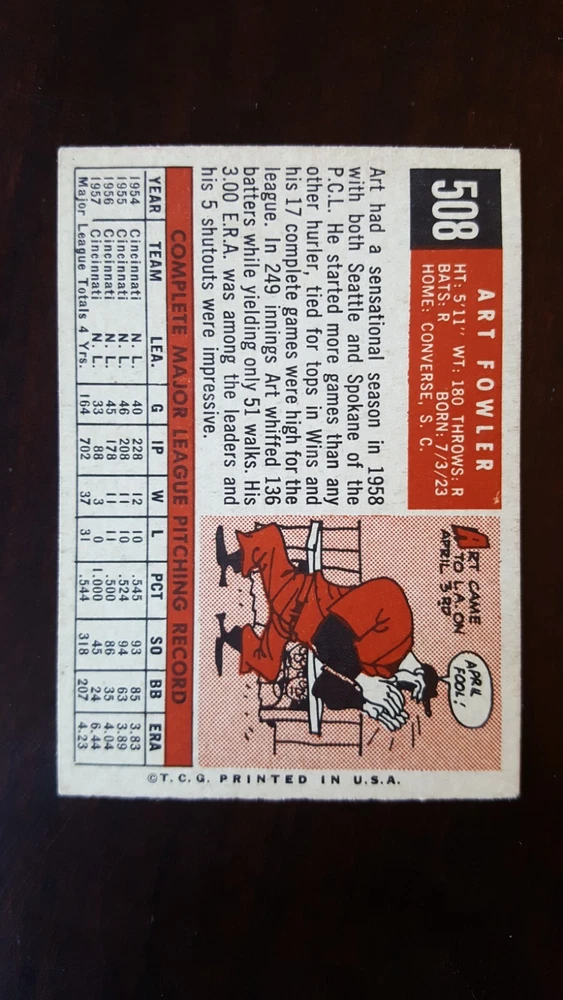 508
ART FOWLER
HT: 5'11" WT: 180 THROWS: R
BATS: R BORN: 7/3/23
HOME: CONVERSE, S. C.
Art had a sensational season in 1958
with both Seattle and Spokane of the
P.C.L. He started more games than any
other hurler, tied for tops in Wins and
his 17 complete games were high for the
league. In 249 innings Art whiffed 136
batters while yielding only 51 walks. His
3.00 E.R.A. was among the leaders and
his 5 shutouts were impressive.
ART CAME
TO L.A. ON
APRIL 3RD
APRIL
FOOL!
COMPLETE MAJOR LEAGUE PITCHING RECORD
YEAR TEAM LEA. G IP W L PCT SO BB ERA
1954 Cincinnati N. L. 40 228 12 10 .545 93 85 3.83
1955 Cincinnati N. L. 46 208 11 10 .524 94 63 3.89
1956 Cincinnati N. L. 45 178 11 11 .500 86 35 4.04
1957 Cincinnati N. L. 33 88 3 0 1.000 45 24 6.44
Major League Totals 4 Yrs. 164 702 37 31 .544 318 207 4.23
©T. C. G. PRINTED IN U.S.A.